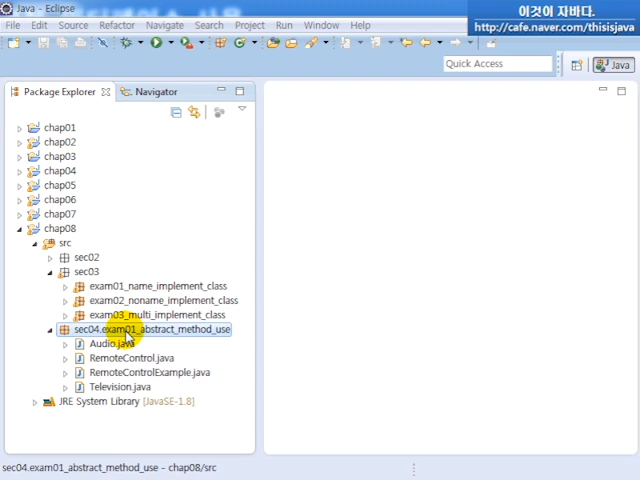 Java - Eclipse
이것이 자바다.
http://cafe.naver.com/thisisjava
File Edit Source Refactor Navigate Search Project Run Window Help
Quick Access
Java
Package Explorer Navigator
chap01
chap02
chap03
chap04
chap05
chap06
chap07
chap08
src
sec02
sec03
exam01_name_implement_class
exam02_noname_implement_class
exam03_multi_implement_class
sec04.exam01_abstract_method_use
Audio.java
RemoteControl.java
RemoteControlExample.java
Television.java
JRE System Library [JavaSE-1.8]
sec04.exam01_abstract_method_use - chap08/src